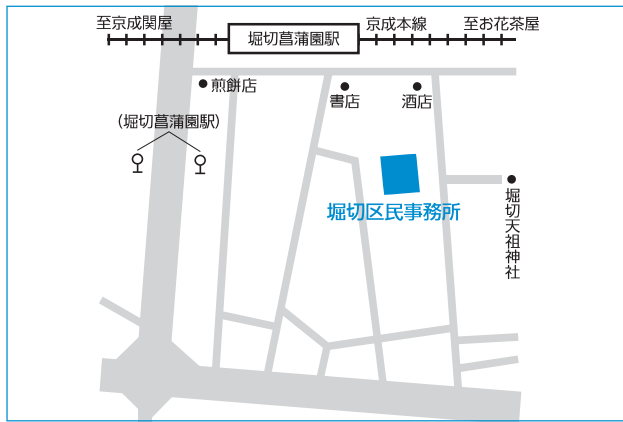 至京成関屋
堀切菖蒲園駅
京成本線
至お花茶屋
煎餅店
書店
酒店
(堀切菖蒲園駅)
堀切区民事務所
堀切天祖神社